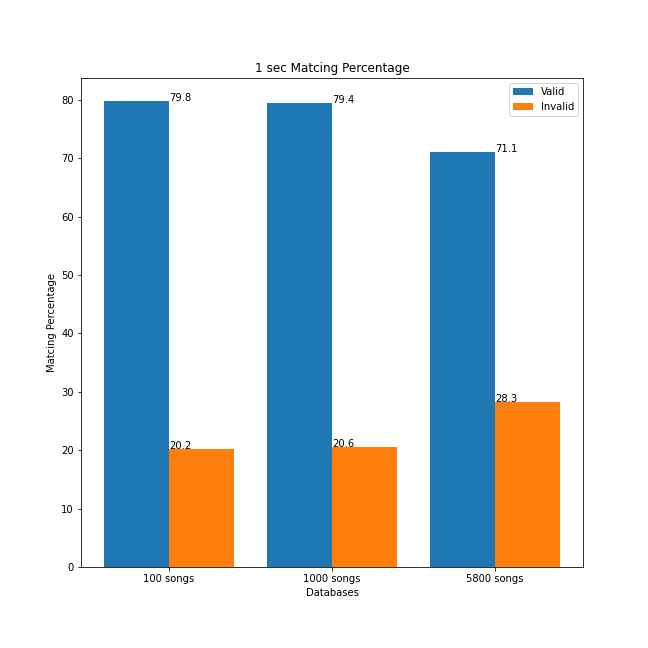 1 sec Matcing Percentage
Valid
Invalid
79.8
79.4
71.1
28.3
20.2
20.6
Matcing Percentage
80
70
60
50
40
30
20
10
0
100 songs
1000 songs
5800 songs
Databases